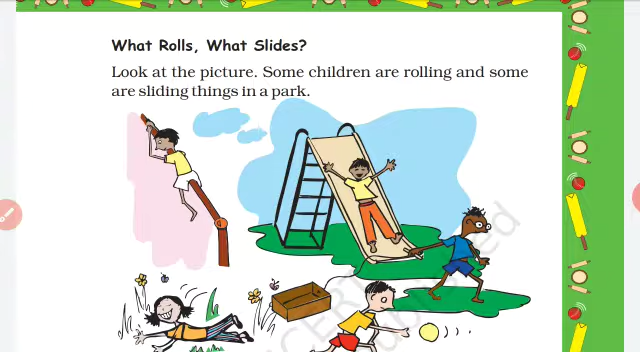 What Rolls, What Slides?
Look at the picture. Some children are rolling and some
are sliding things in a park.